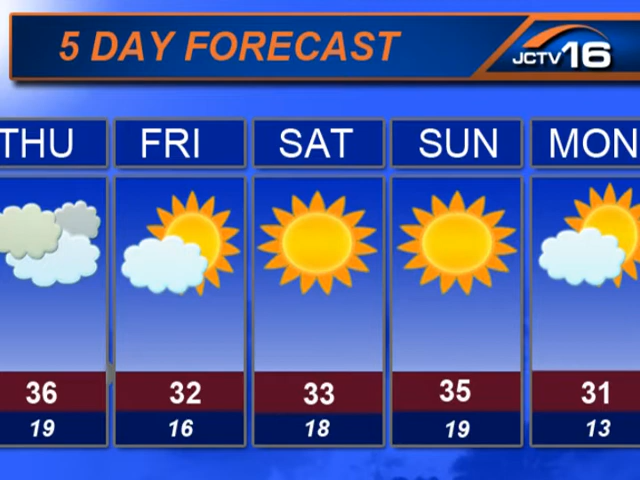 5 DAY FORECAST
JCTV16
THU FRI SAT SUN MON
36 32 33 35 31
19 16 18 19 13